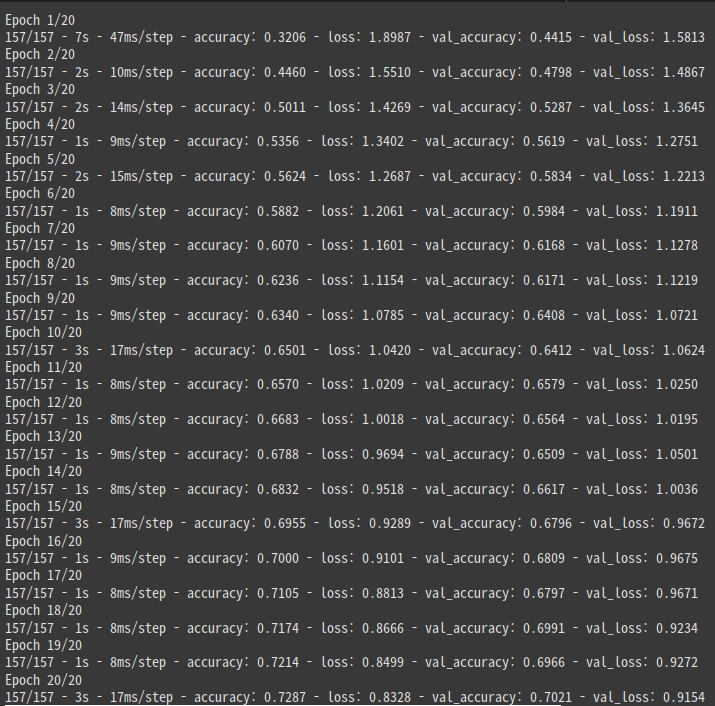 Epoch 1/20
157/157 - 7s - 47ms/step - accuracy: 0.3206 - loss: 1.8987 - val_accuracy: 0.4415 - val_loss: 1.5813
Epoch 2/20
157/157 - 2s - 10ms/step - accuracy: 0.4460 - loss: 1.5510 - val_accuracy: 0.4798 - val_loss: 1.4867
Epoch 3/20
157/157 - 2s - 14ms/step - accuracy: 0.5011 - loss: 1.4269 - val_accuracy: 0.5287 - val_loss: 1.3645
Epoch 4/20
157/157 - 1s - 9ms/step - accuracy: 0.5356 - loss: 1.3402 - val_accuracy: 0.5619 - val_loss: 1.2751
Epoch 5/20
157/157 - 2s - 15ms/step - accuracy: 0.5624 - loss: 1.2687 - val_accuracy: 0.5834 - val_loss: 1.2213
Epoch 6/20
157/157 - 1s - 8ms/step - accuracy: 0.5882 - loss: 1.2061 - val_accuracy: 0.5984 - val_loss: 1.1911
Epoch 7/20
157/157 - 1s - 9ms/step - accuracy: 0.6070 - loss: 1.1601 - val_accuracy: 0.6168 - val_loss: 1.1278
Epoch 8/20
157/157 - 1s - 9ms/step - accuracy: 0.6236 - loss: 1.1154 - val_accuracy: 0.6171 - val_loss: 1.1219
Epoch 9/20
157/157 - 1s - 9ms/step - accuracy: 0.6340 - loss: 1.0785 - val_accuracy: 0.6408 - val_loss: 1.0721
Epoch 10/20
157/157 - 3s - 17ms/step - accuracy: 0.6501 - loss: 1.0420 - val_accuracy: 0.6412 - val_loss: 1.0624
Epoch 11/20
157/157 - 1s - 8ms/step - accuracy: 0.6570 - loss: 1.0209 - val_accuracy: 0.6579 - val_loss: 1.0250
Epoch 12/20
157/157 - 1s - 8ms/step - accuracy: 0.6683 - loss: 1.0018 - val_accuracy: 0.6564 - val_loss: 1.0195
Epoch 13/20
157/157 - 1s - 9ms/step - accuracy: 0.6788 - loss: 0.9694 - val_accuracy: 0.6509 - val_loss: 1.0501
Epoch 14/20
157/157 - 1s - 8ms/step - accuracy: 0.6832 - loss: 0.9518 - val_accuracy: 0.6617 - val_loss: 1.0036
Epoch 15/20
157/157 - 3s - 17ms/step - accuracy: 0.6955 - loss: 0.9289 - val_accuracy: 0.6796 - val_loss: 0.9672
Epoch 16/20
157/157 - 1s - 9ms/step - accuracy: 0.7000 - loss: 0.9101 - val_accuracy: 0.6809 - val_loss: 0.9675
Epoch 17/20
157/157 - 1s - 8ms/step - accuracy: 0.7105 - loss: 0.8813 - val_accuracy: 0.6797 - val_loss: 0.9671
Epoch 18/20
157/157 - 1s - 8ms/step - accuracy: 0.7174 - loss: 0.8666 - val_accuracy: 0.6991 - val_loss: 0.9234
Epoch 19/20
157/157 - 1s - 8ms/step - accuracy: 0.7214 - loss: 0.8499 - val_accuracy: 0.6966 - val_loss: 0.9272
Epoch 20/20
157/157 - 3s - 17ms/step - accuracy: 0.7287 - loss: 0.8328 - val_accuracy: 0.7021 - val_loss: 0.9154